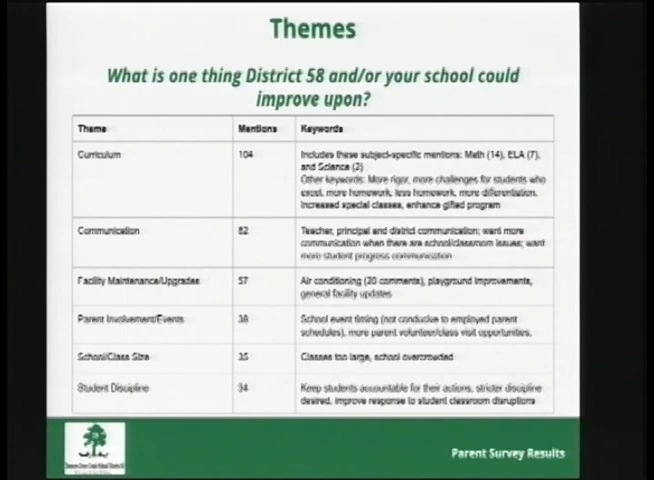 Themes
What is one thing District 58 and/or your school could
improve upon?
Theme Mentions Keywords
Curriculum 104 Includes these subject-specific mentions: Math (14), ELA (7),
and Science (2)
Other keywords: More rigor, more challenges for students who
excel, more homework, less homework, more differentiation,
increased special classes, enhance gifted program
Communication 82 Teacher, principal and district communication; want more
communication when there are school/classroom issues; want
more student progress communication
Facility Maintenance/Upgrades 57 Air conditioning (20 comments), playground improvements,
general facility updates
Parent Involvement/Events 38 School event timing (not conducive to employed parent
schedules), more parent volunteer/class visit opportunities.
School/Class Size 35 Classes too large, school overcrowded
Student Discipline 34 Keep students accountable for their actions, stricter discipline
desired, improve response to student classroom disruptions
Parent Survey Results